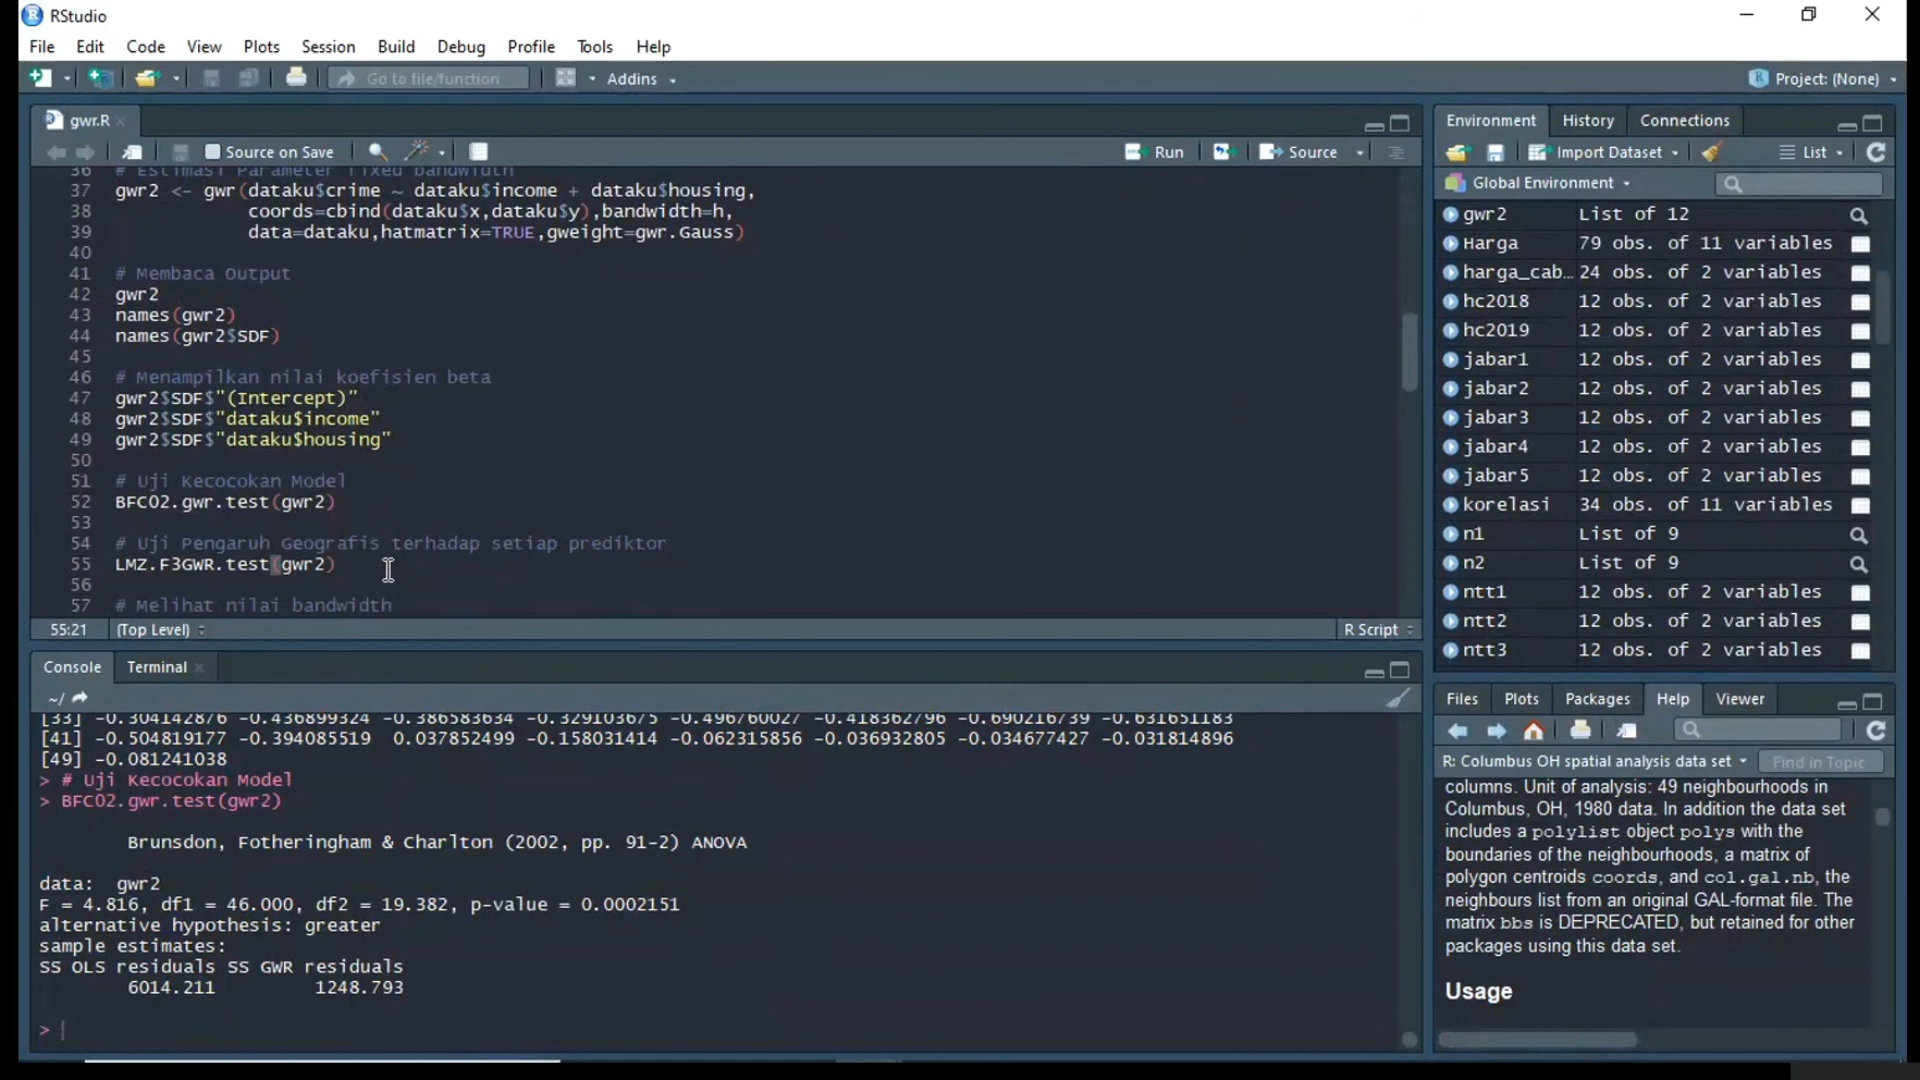 RStudio
File Edit Code View Plots Session Build Debug Profile Tools Help
Go to file/function Addins Project: (None)
gwr.R
Source on Save Run Source
36 # Estimasi Parameter fixed bandwidth
37 gwr2 <- gwr(dataku$crime ~ dataku$income + dataku$housing,
38 coords=cbind(dataku$x,dataku$y),bandwidth=h,
39 data=dataku,hatmatrix=TRUE,gweight=gwr.Gauss)
40
41 # Membaca Output
42 gwr2
43 names(gwr2)
44 names(gwr2$SDF)
45
46 # Menampilkan nilai koefisien beta
47 gwr2$SDF$"(Intercept)"
48 gwr2$SDF$"dataku$income"
49 gwr2$SDF$"dataku$housing"
50
51 # Uji Kecocokan Model
52 BFC02.gwr.test(gwr2)
53
54 # Uji Pengaruh Geografis terhadap setiap prediktor
55 LMZ.F3GWR.test(gwr2)
56
57 # Melihat nilai bandwidth
55:21 (Top Level) R Script
Console Terminal
~/
[33] -0.304142876 -0.436899324 -0.386583634 -0.329103675 -0.496760027 -0.418362796 -0.690216739 -0.631651183
[41] -0.504819177 -0.394085519 0.037852499 -0.158031414 -0.062315856 -0.036932805 -0.034677427 -0.031814896
[49] -0.081241038
> # Uji Kecocokan Model
> BFC02.gwr.test(gwr2)
Brunsdon, Fotheringham & Charlton (2002, pp. 91-2) ANOVA
data: gwr2
F = 4.816, df1 = 46.000, df2 = 19.382, p-value = 0.0002151
alternative hypothesis: greater
sample estimates:
SS OLS residuals SS GWR residuals
6014.211 1248.793
>
Environment History Connections
Import Dataset List
Global Environment
gwr2 List of 12
Harga 79 obs. of 11 variables
harga_cab… 24 obs. of 2 variables
hc2018 12 obs. of 2 variables
hc2019 12 obs. of 2 variables
jabar1 12 obs. of 2 variables
jabar2 12 obs. of 2 variables
jabar3 12 obs. of 2 variables
jabar4 12 obs. of 2 variables
jabar5 12 obs. of 2 variables
korelasi 34 obs. of 11 variables
n1 List of 9
n2 List of 9
ntt1 12 obs. of 2 variables
ntt2 12 obs. of 2 variables
ntt3 12 obs. of 2 variables
Files Plots Packages Help Viewer
R: Columbus OH spatial analysis data set Find in Topic
columns. Unit of analysis: 49 neighbourhoods in
Columbus, OH, 1980 data. In addition the data set
includes a polylist object polys with the
boundaries of the neighbourhoods, a matrix of
polygon centroids coords, and col.gal.nb, the
neighbours list from an original GAL-format file. The
matrix bbs is DEPRECATED, but retained for other
packages using this data set.
Usage